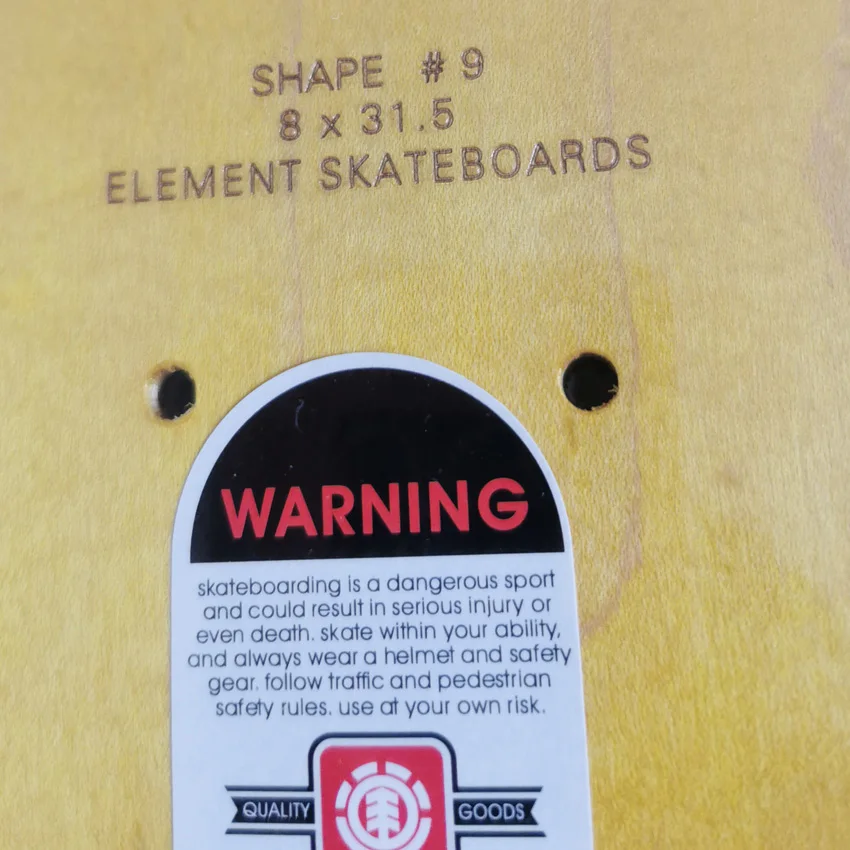 SHAPE # 9
8 x 31.5
ELEMENT SKATEBOARDS
WARNING
skateboarding is a dangerous sport
and could result in serious injury or
even death. skate within your ability,
and always wear a helmet and safety
gear. follow traffic and pedestrian
safety rules. use at your own risk.
QUALITY GOODS